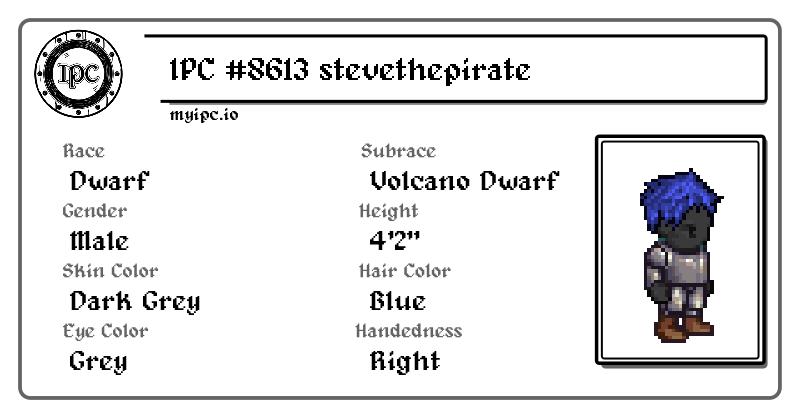 IPC
IPC #8613 stevethepirate
myipc.io
Race
Dwarf
Subrace
Volcano Dwarf
Gender
Male
Height
4'2"
Skin Color
Dark Grey
Hair Color
Blue
Eye Color
Grey
Handedness
Right